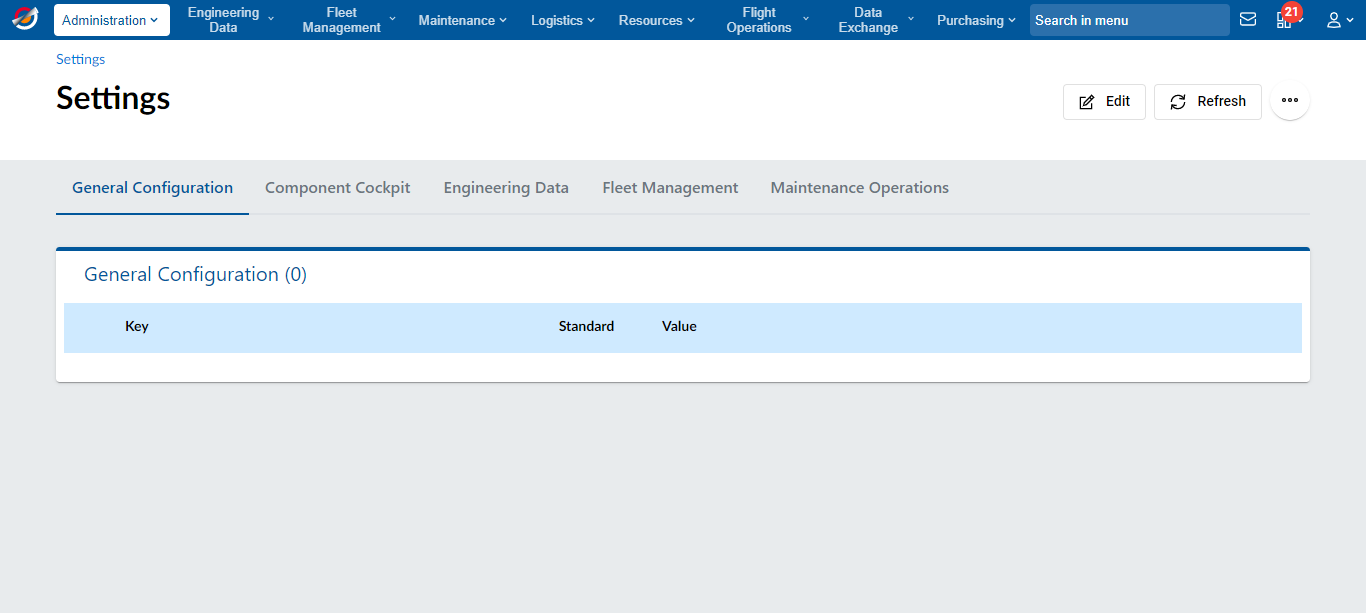 Administration
Engineering
Data
Fleet
Management
Maintenance
Logistics
Resources
Flight
Operations
Data
Exchange
Purchasing
Search in menu
21
Settings
Settings
Edit
Refresh
General Configuration
Component Cockpit
Engineering Data
Fleet Management
Maintenance Operations
General Configuration (0)
Key
Standard
Value